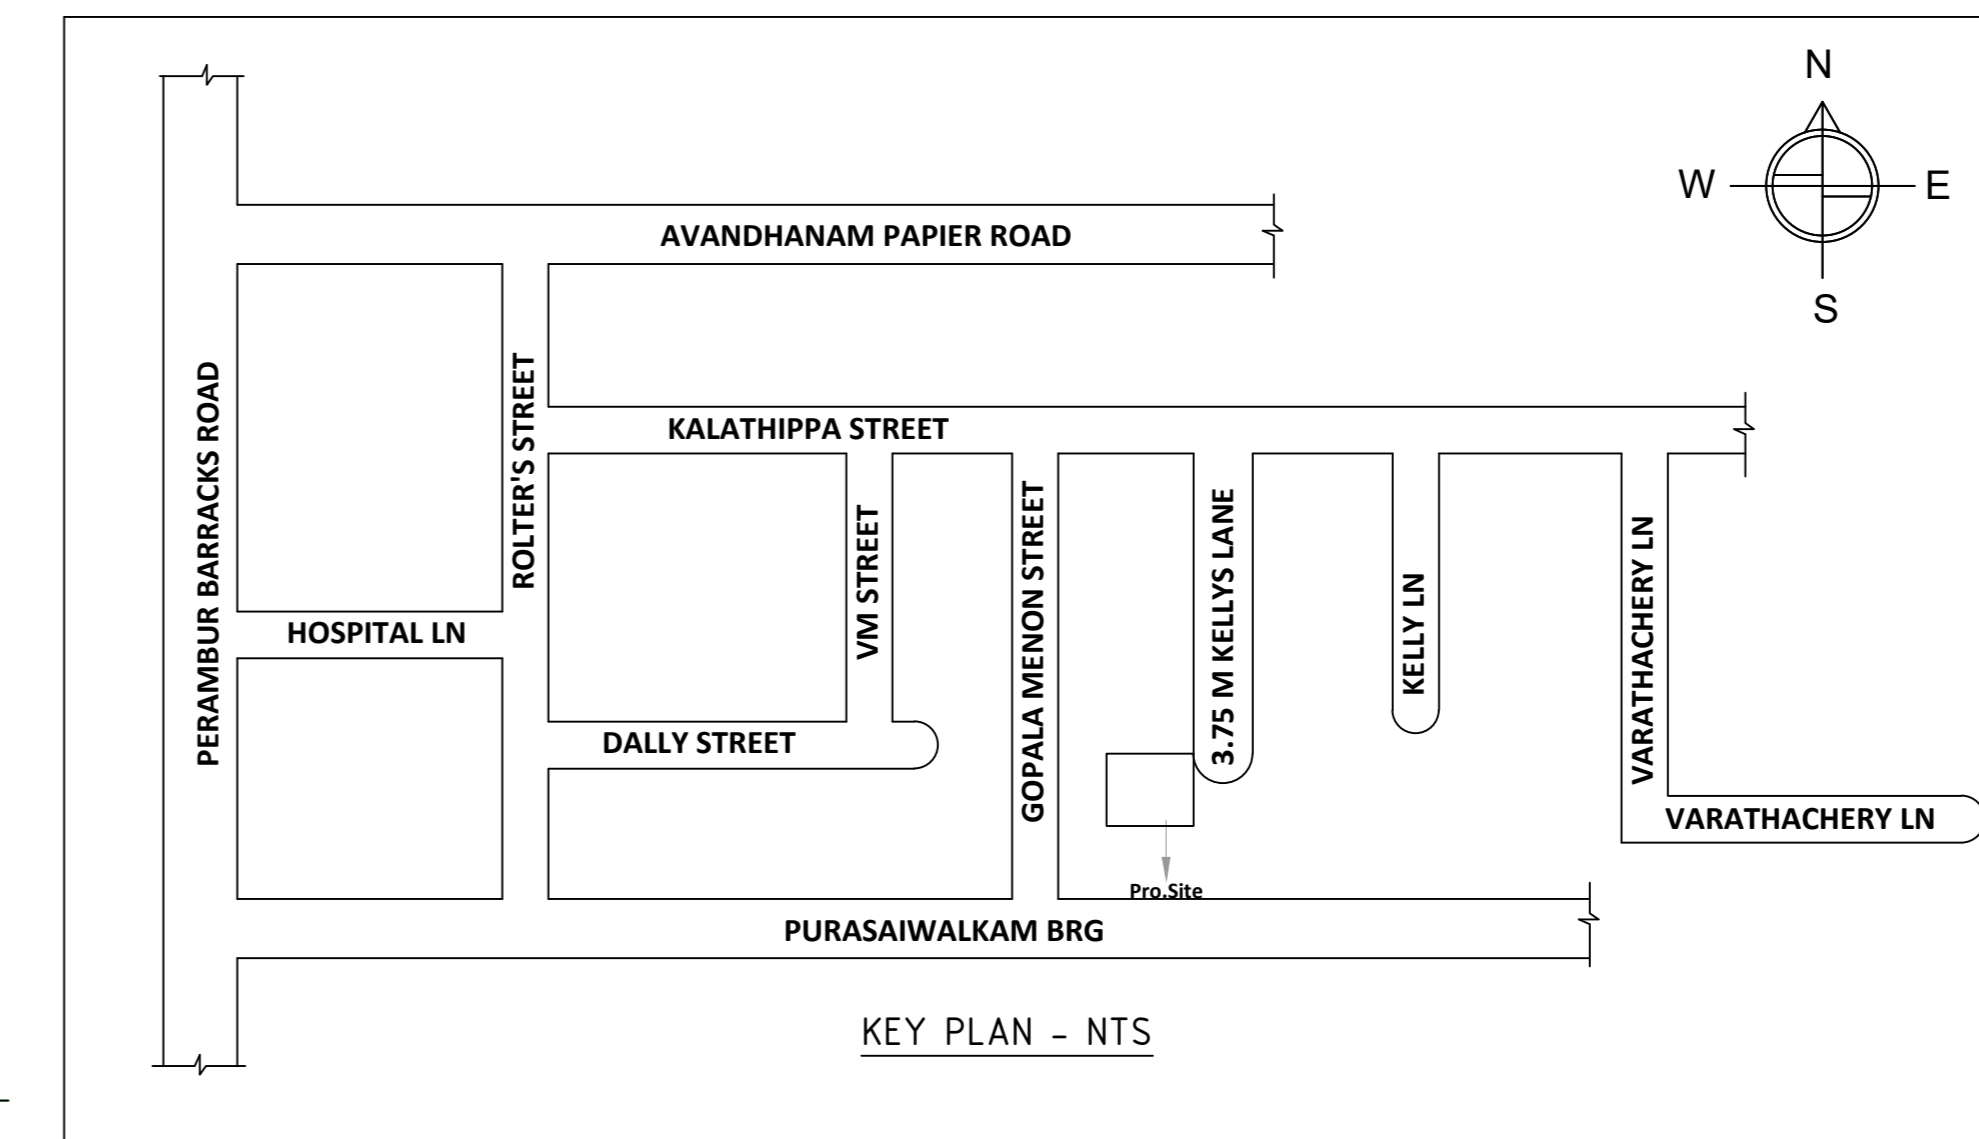 N
W
E
S
AVANDHANAM PAPIER ROAD
KALATHIPPA STREET
PERAMBUR BARRACKS ROAD
ROLTER'S STREET
HOSPITAL LN
VM STREET
DALLY STREET
GOPALA MENON STREET
3.75 M KELLYS LANE
KELLY LN
VARATHACHERY LN
VARATHACHERY LN
Pro.Site
PURASAIWALKAM BRG
KEY PLAN - NTS